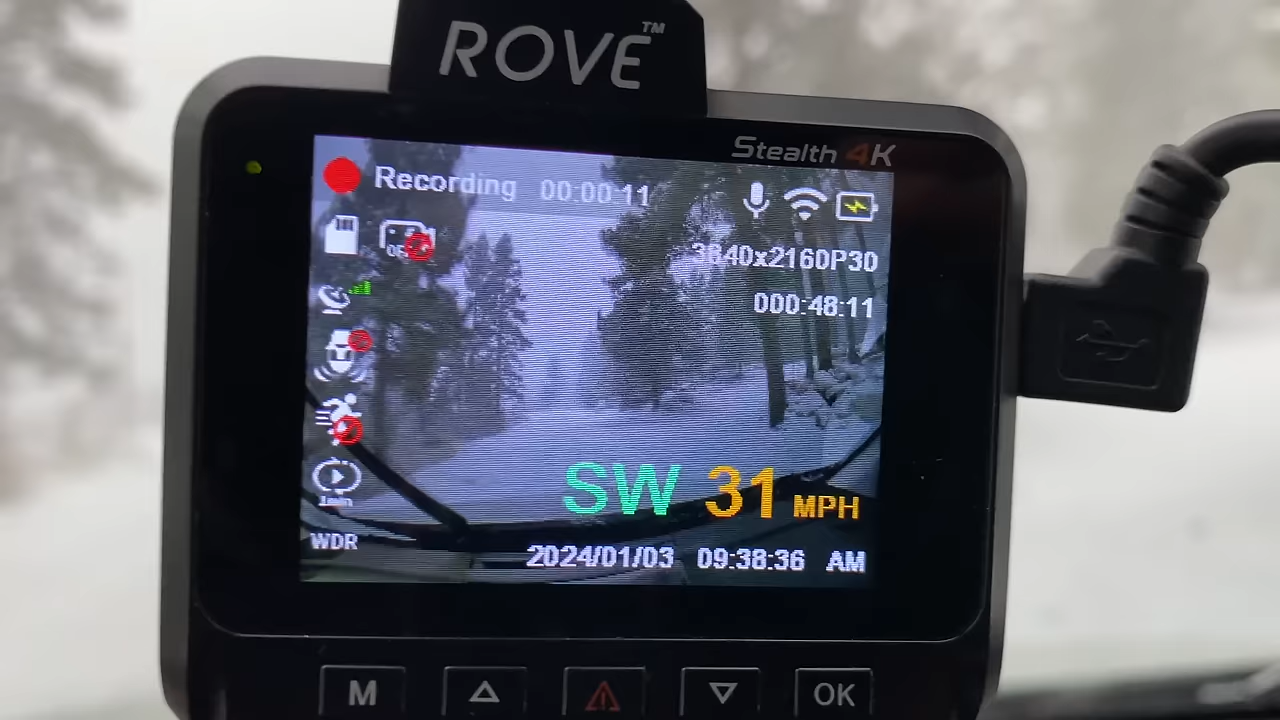 ROVE™
Stealth 4K
Recording 00:00:11
3840x2160P30
000:48:11
1min
SW 31 MPH
WDR
2024/01/03 09:38:36 AM
M
OK